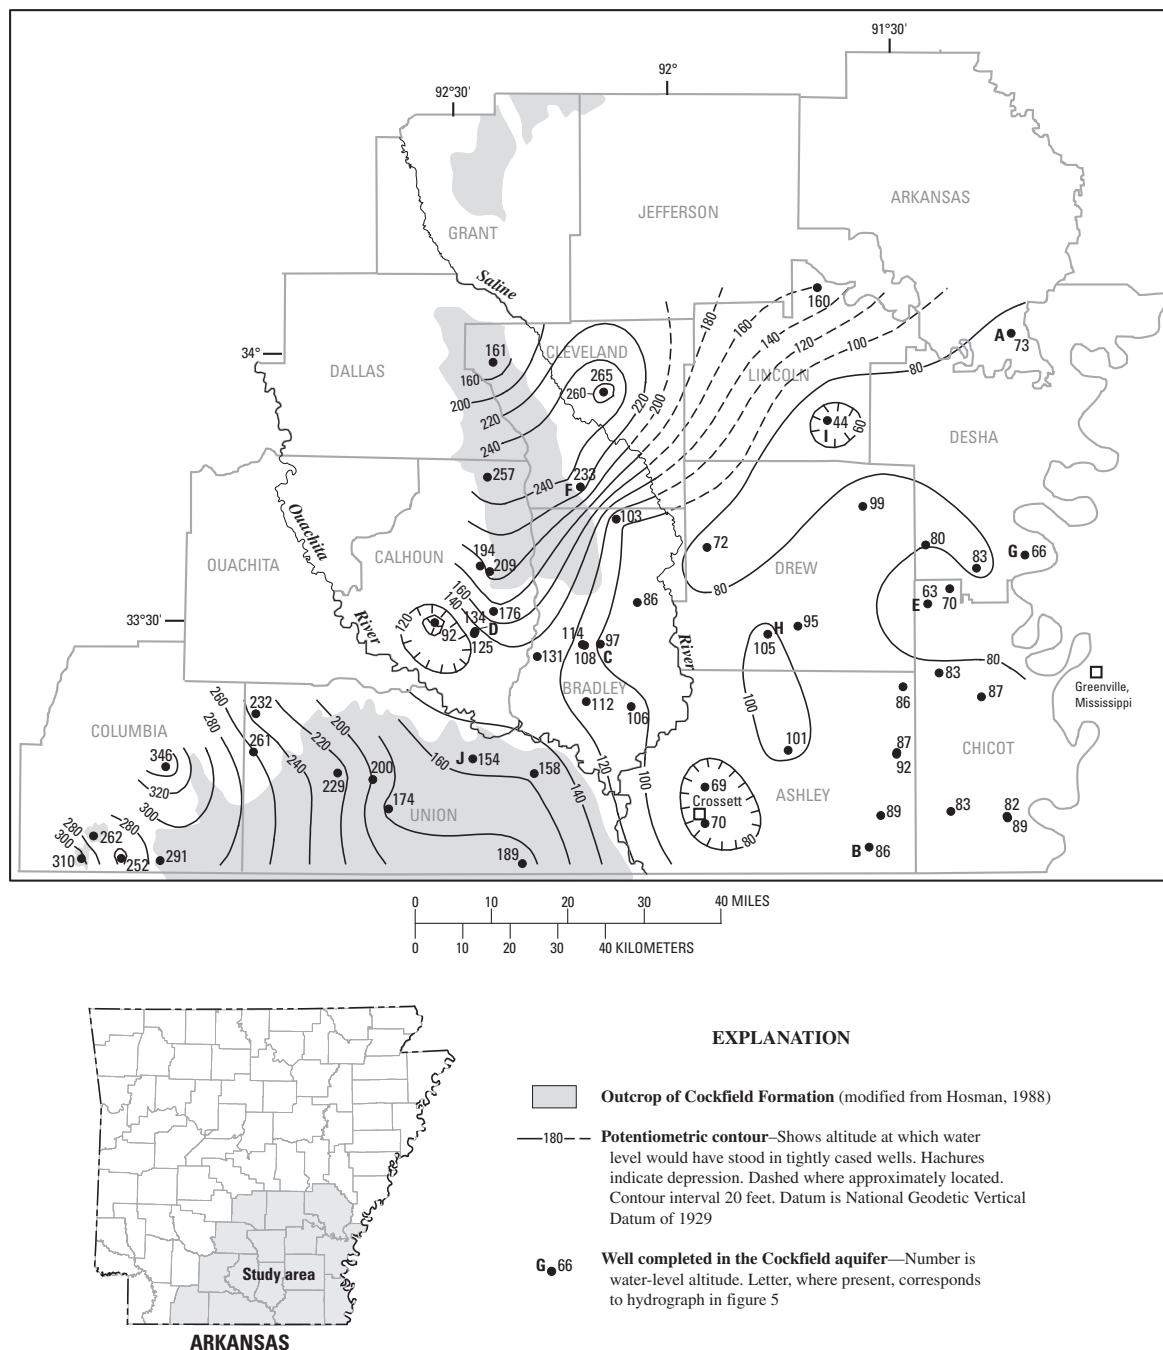 91°30'
92°
92°30'
ARKANSAS
JEFFERSON
GRANT
Saline
160
180
160
140
120
100
A
73
34°
161
CLEVELAND
DALLAS
160
265
260
LINCOLN
80
200
220
220
200
44
60
I
DESHA
240
257
240
233
F
99
Ouachita
103
194
209
CALHOUN
OUACHITA
72
DREW
80
80
83
G
66
160
140
176
33°30'
River
120
92
134
D
125
86
63
70
E
H
95
105
114
108
97
C
131
River
80
BRADLEY
112
106
83
86
87
Greenville,
Mississippi
260
280
232
COLUMBIA
261
240
220
200
100
346
320
300
229
200
160
J
154
158
140
120
100
101
87
92
CHICOT
69
Crossett
70
80
ASHLEY
174
UNION
89
83
82
89
280
300
262
280
310
252
291
189
B
86
0 10 20 30 40 MILES
0 10 20 30 40 KILOMETERS
Study area
ARKANSAS
EXPLANATION
Outcrop of Cockfield Formation (modified from Hosman, 1988)
180
Potentiometric contour–Shows altitude at which water
level would have stood in tightly cased wells. Hachures
indicate depression. Dashed where approximately located.
Contour interval 20 feet. Datum is National Geodetic Vertical
Datum of 1929
G 66
Well completed in the Cockfield aquifer—Number is
water-level altitude. Letter, where present, corresponds
to hydrograph in figure 5